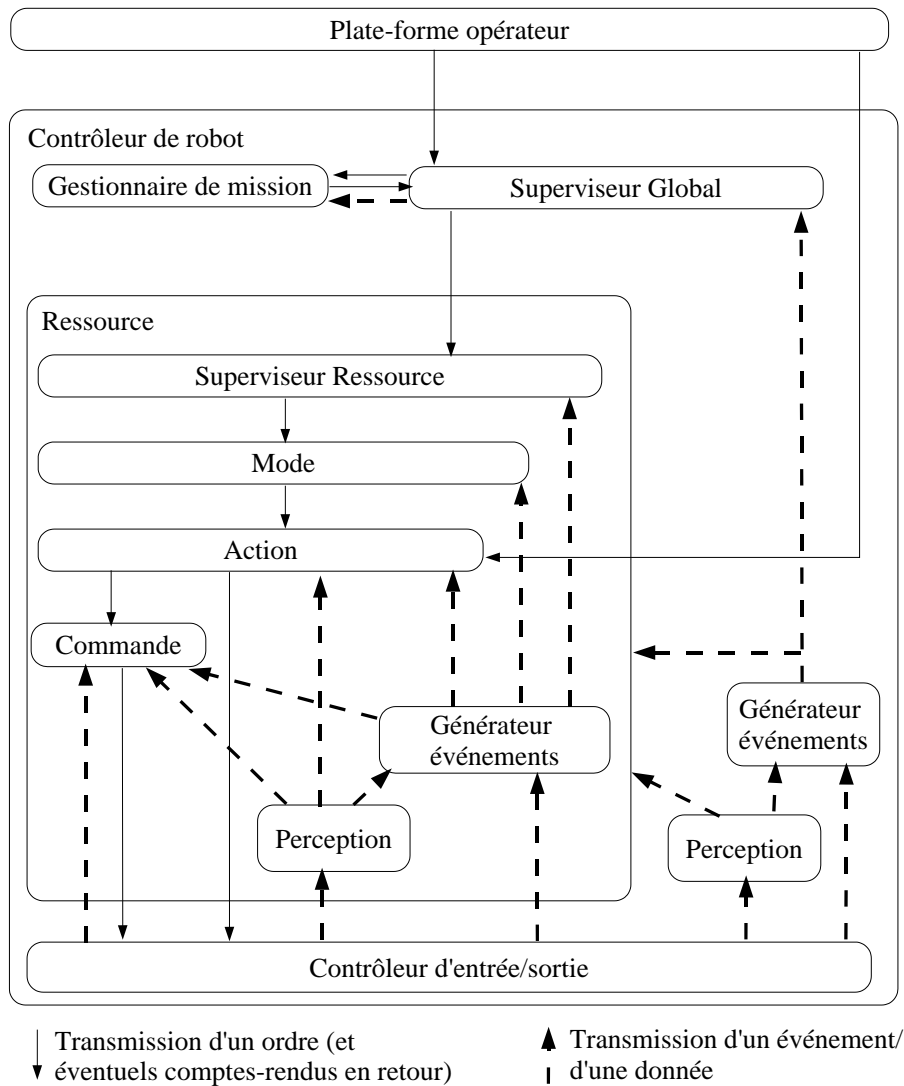 Plate-forme opérateur
Contrôleur de robot
Gestionnaire de mission
Superviseur Global
Ressource
Superviseur Ressource
Mode
Action
Commande
Générateur
événements
Générateur
événements
Perception
Perception
Contrôleur d'entrée/sortie
Transmission d'un ordre (et
éventuels comptes-rendus en retour)
Transmission d'un événement/
d'une donnée